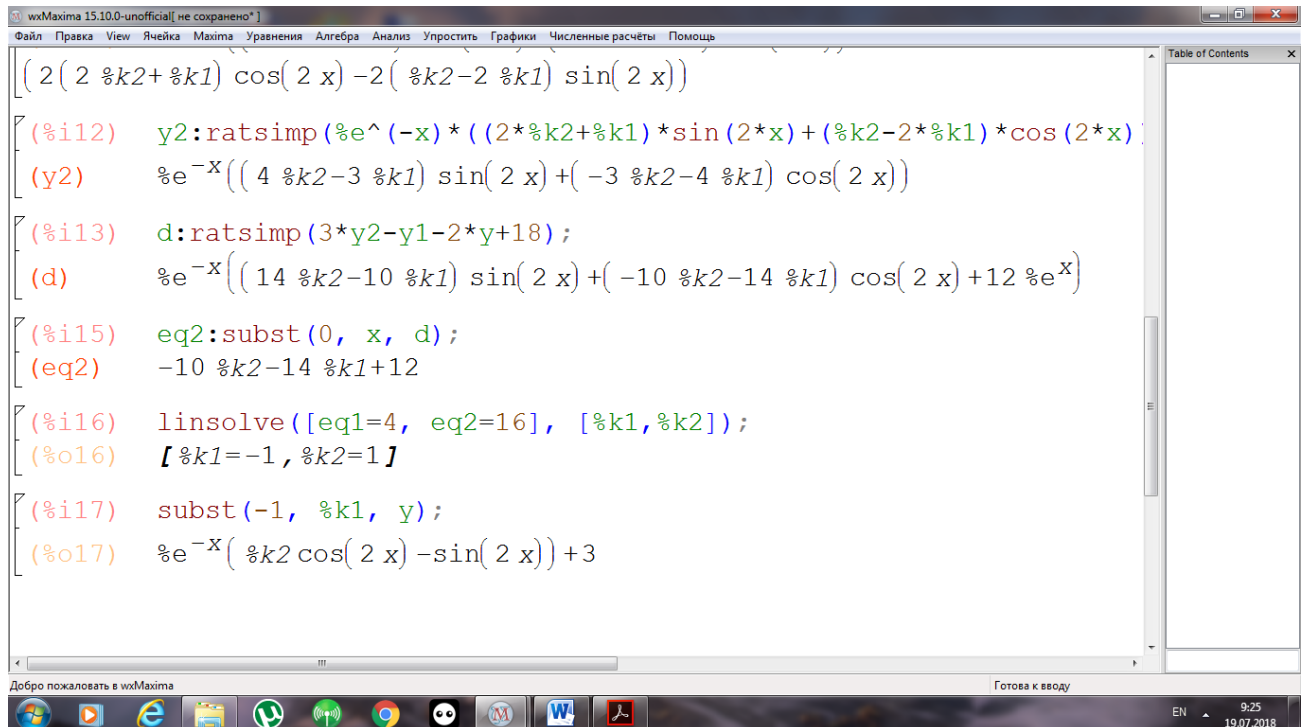 wxMaxima 15.10.0-unofficial[ не сохранено* ]
Файл Правка View Ячейка Maxima Уравнения Алгебра Анализ Упростить Графики Численные расчёты Помощь
Table of Contents
( 2( 2 %k2+%k1) cos( 2 x) −2( %k2−2 %k1) sin( 2 x))
(%i12) y2:ratsimp(%e^(-x)*((2*%k2+%k1)*sin(2*x)+(%k2-2*%k1)*cos(2*x)
(y2) %e^−x(( 4 %k2−3 %k1) sin( 2 x)+( −3 %k2−4 %k1) cos( 2 x))
(%i13) d:ratsimp(3*y2-y1-2*y+18);
(d) %e^−x(( 14 %k2−10 %k1) sin( 2 x)+( −10 %k2−14 %k1) cos( 2 x)+12 %e^x)
(%i15) eq2:subst(0, x, d);
(eq2) −10 %k2−14 %k1+12
(%i16) linsolve([eq1=4, eq2=16], [%k1,%k2]);
(%o16) [%k1=−1,%k2=1]
(%i17) subst(-1, %k1, y);
(%o17) %e^−x( %k2 cos( 2 x)−sin( 2 x))+3
Добро пожаловать в wxMaxima
Готова к вводу
EN
9:25
19.07.2018